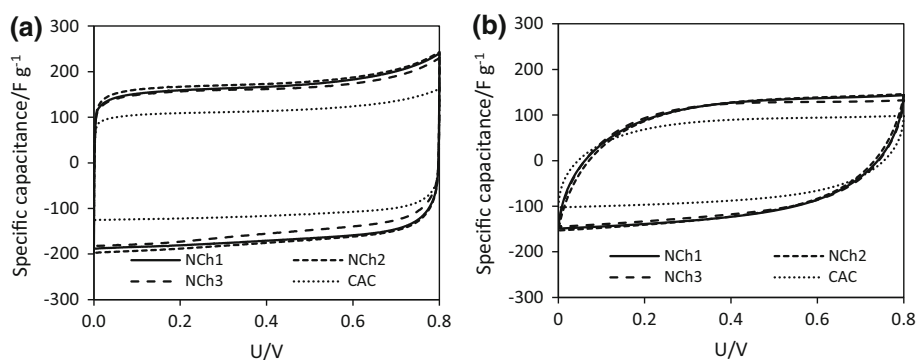 (a)
Specific capacitance/F g⁻¹
300
200
100
0
-100
-200
-300
NCh1
NCh2
NCh3
CAC
0.0
0.2
0.4
0.6
0.8
U/V
(b)
Specific capacitance/F g⁻¹
300
200
100
0
-100
-200
-300
NCh1
NCh2
NCh3
CAC
0
0.2
0.4
0.6
0.8
U/V